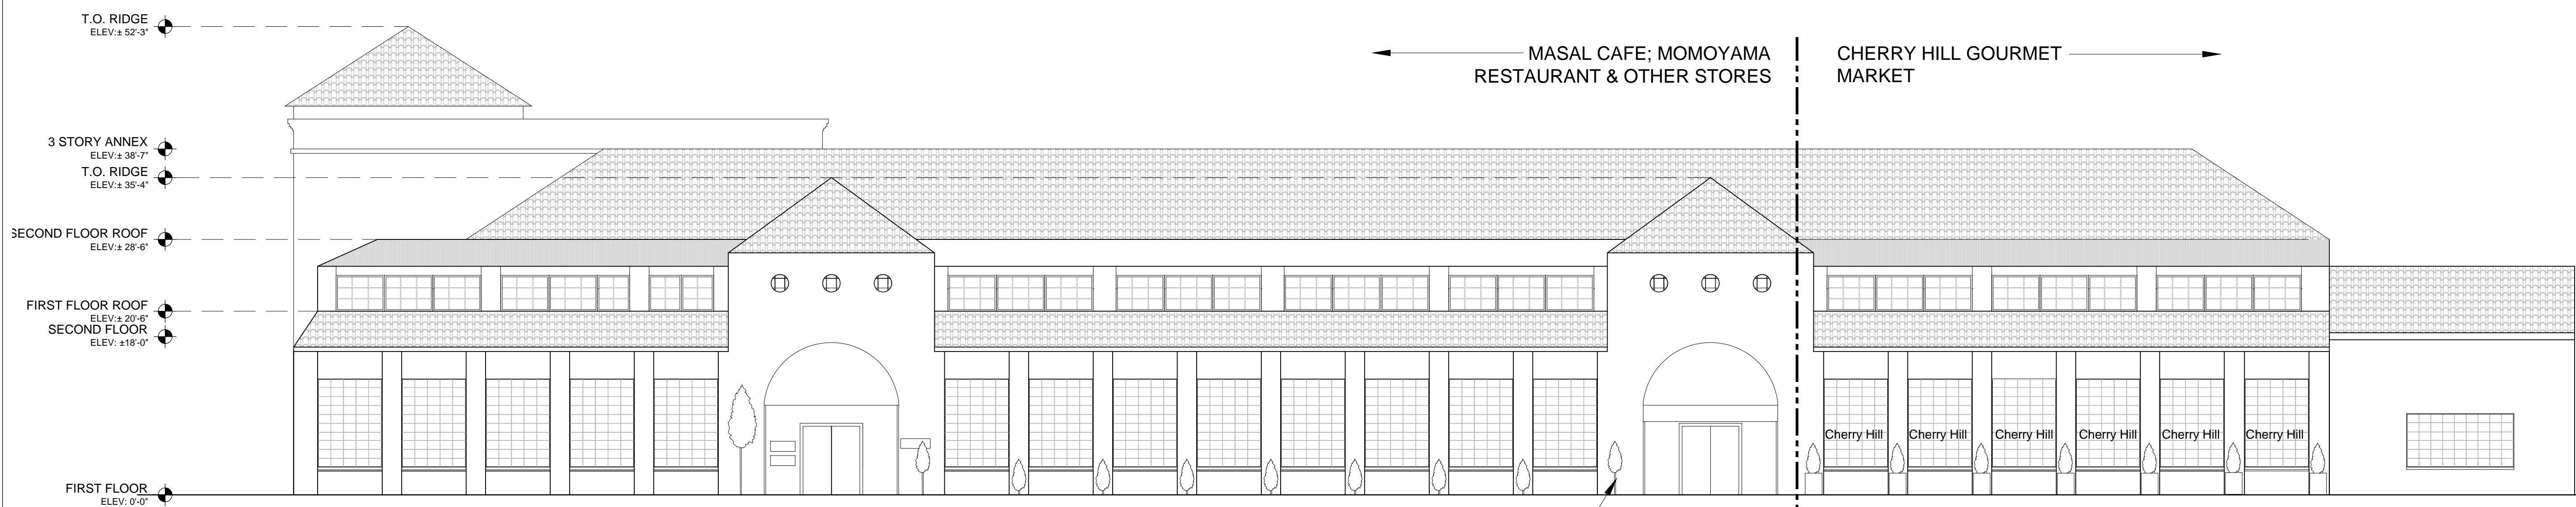 T.O. RIDGE
ELEV:± 52'-3"
MASAL CAFE; MOMOYAMA
RESTAURANT & OTHER STORES
CHERRY HILL GOURMET
MARKET
3 STORY ANNEX
ELEV:± 38'-7"
T.O. RIDGE
ELEV:± 35'-4"
SECOND FLOOR ROOF
ELEV:± 28'-6"
FIRST FLOOR ROOF
ELEV:± 20'-6"
SECOND FLOOR
ELEV: ±18'-0"
Cherry Hill
Cherry Hill
Cherry Hill
Cherry Hill
Cherry Hill
Cherry Hill
FIRST FLOOR
ELEV: 0'-0"